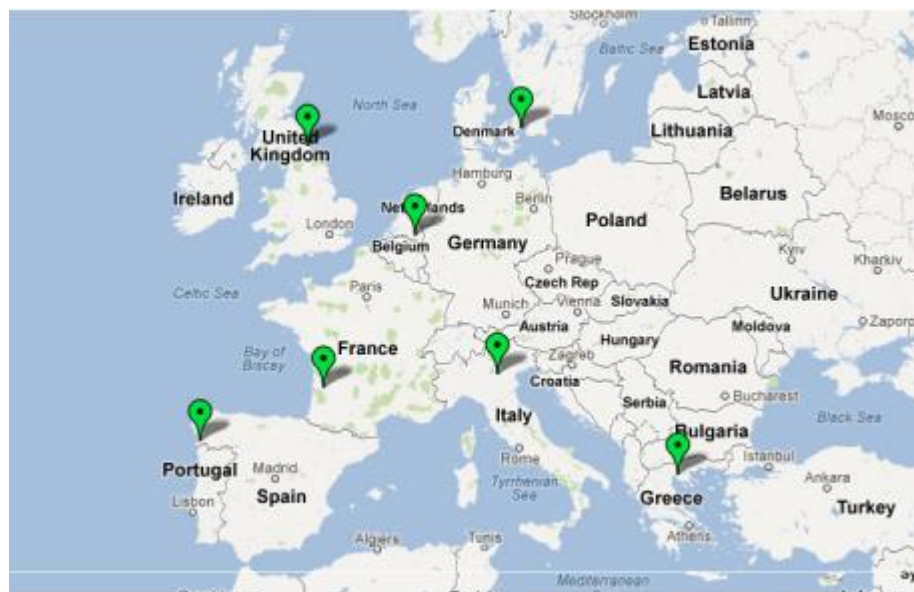 Stockholm
Tallinn
Baltic Sea
Estonia
Latvia
North Sea
Denmark
Lithuania
United
Kingdom
Ireland
Hamburg
Berlin
Belarus
London
Poland
Belgium
Germany
Kyiv
Kharkiv
Prague
Czech Rep
Celtic Sea
Paris
Ukraine
Munich
Vienna
Slovakia
Austria
Moldova
Hungary
Bay of
Biscay
France
Zagreb
Romania
Croatia
Serbia
Bucharest
Italy
Black Sea
Bulgaria
Rome
Istanbul
Portugal
Madrid
Spain
Tyrrhenian
Sea
Ankara
Greece
Turkey
Lisbon
Athens
Algiers
Tunis
Mediterranean